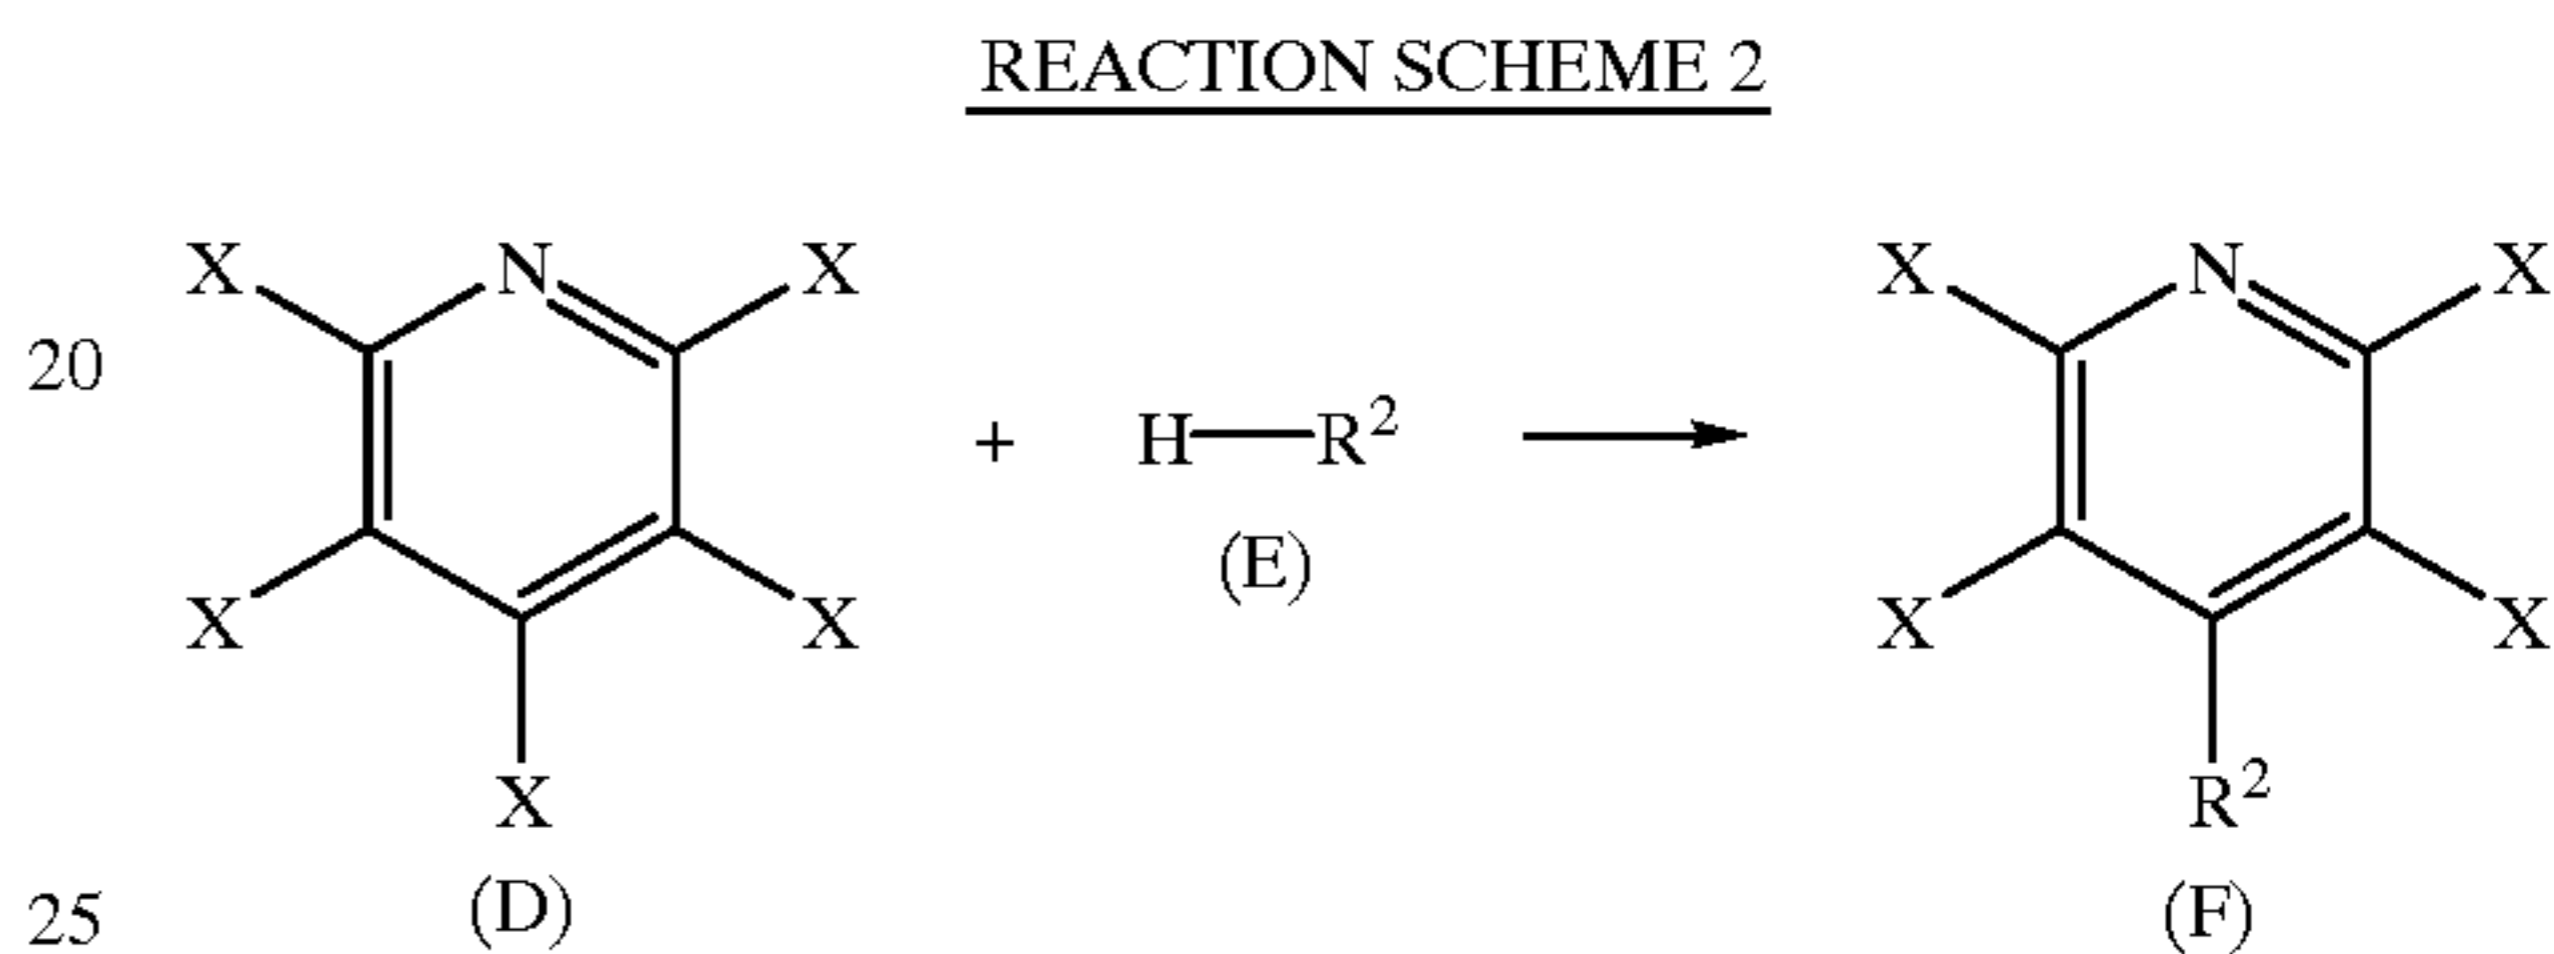 REACTION SCHEME 2
X N X X N X
20
+ H—R² →
(E)
X X X X
X R²
25 (D) (F)